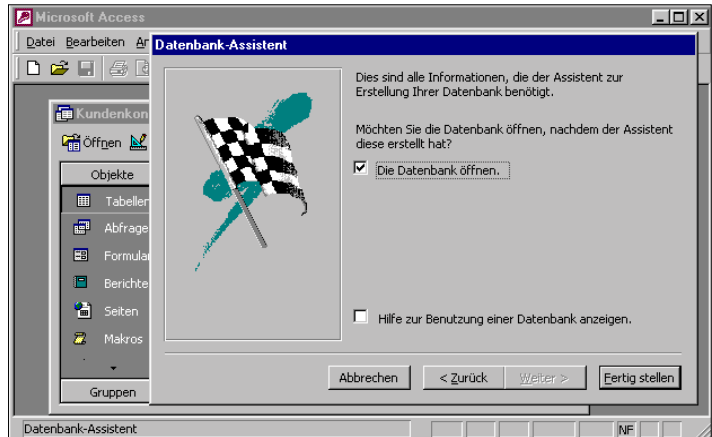 Microsoft Access
Datei Bearbeiten
Datenbank-Assistent
Kundenkon
Öffnen
Objekte
Tabellen
Abfrage
Formular
Berichte
Seiten
Makros
Gruppen
Dies sind alle Informationen, die der Assistent zur
Erstellung Ihrer Datenbank benötigt.
Möchten Sie die Datenbank öffnen, nachdem der Assistent
diese erstellt hat?
Die Datenbank öffnen.
Hilfe zur Benutzung einer Datenbank anzeigen.
Abbrechen
< Zurück
Weiter >
Fertig stellen
Datenbank-Assistent
NF